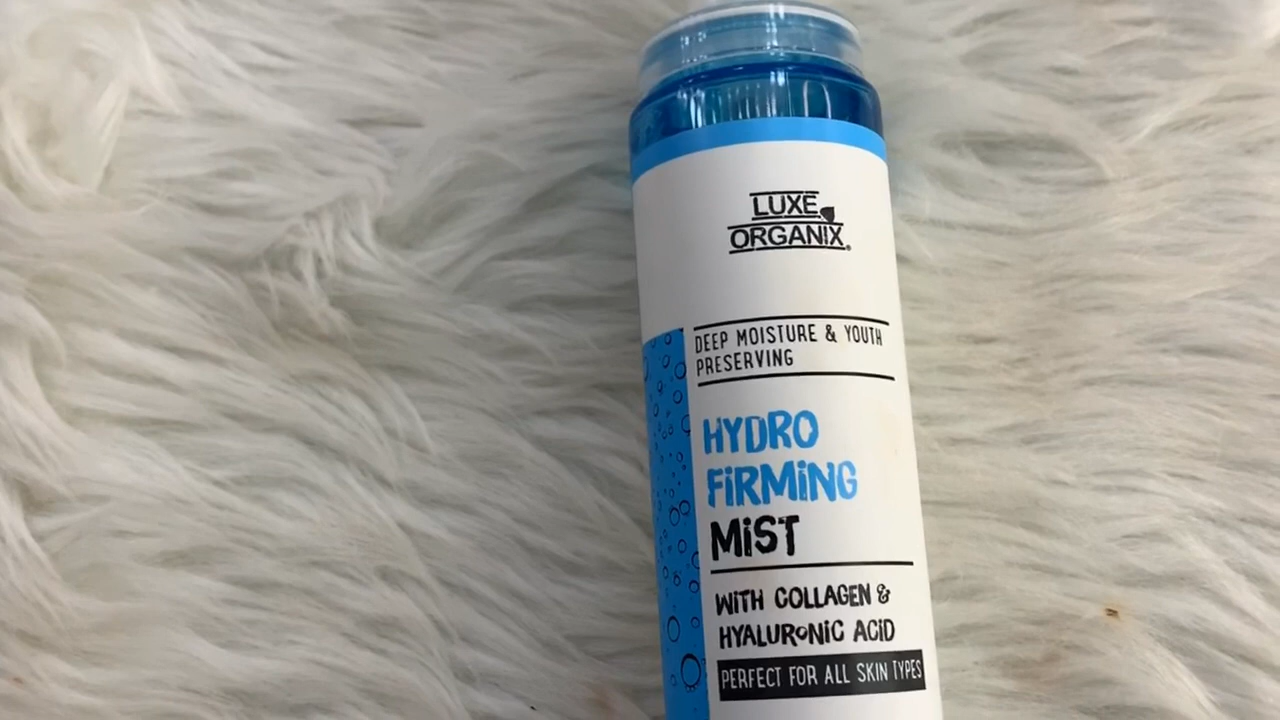 LUXE
ORGANIX
DEEP MOISTURE & YOUTH
PRESERVING
HYDRO
FiRMiNG
MiST
WiTH COLLAGEN &
HYALURONiC ACiD
PERFECT FOR ALL SKIN TYPES